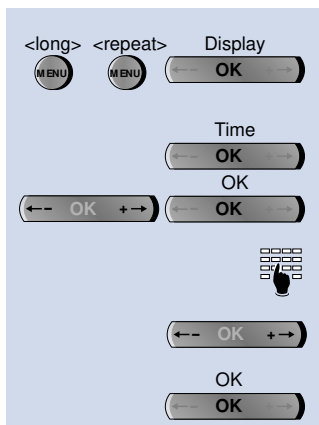 <long> <repeat> Display
MENU MENU ←– OK +→
Time
←– OK +→
OK
←– OK +→ ←– OK +→
←– OK +→
OK
←– OK +→